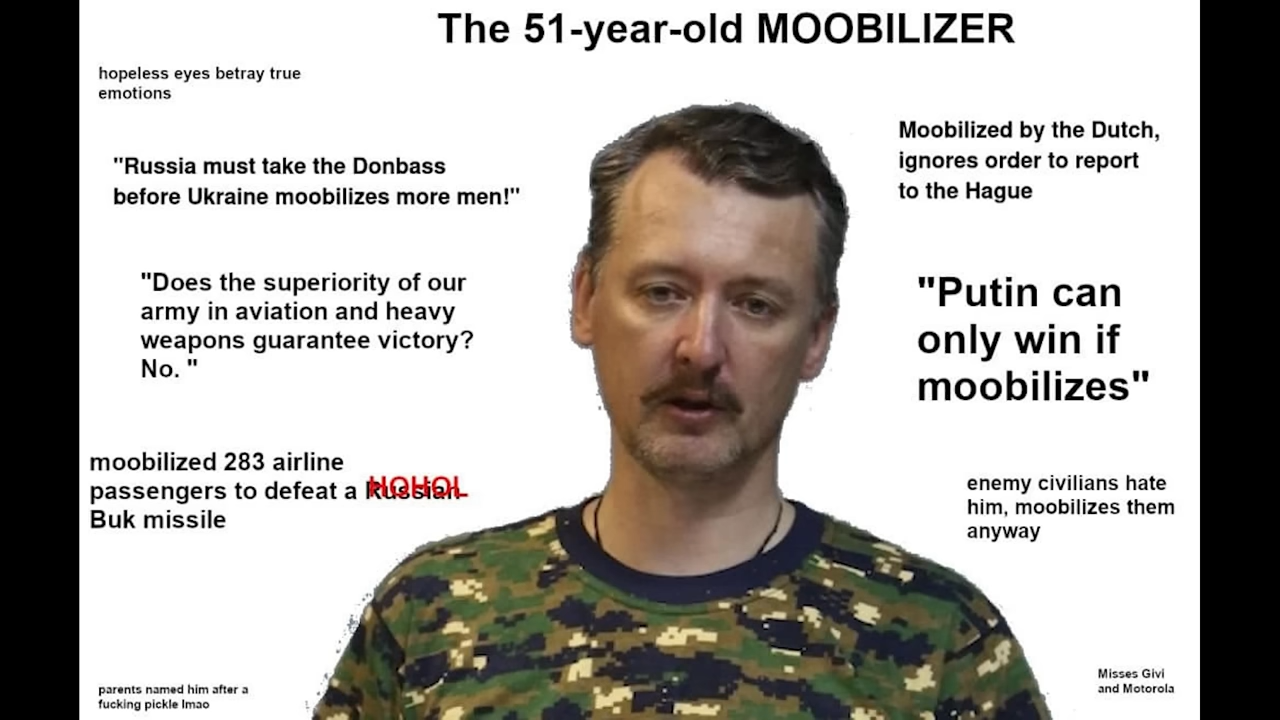 The 51-year-old MOOBILIZER
hopeless eyes betray true
emotions
"Russia must take the Donbass
before Ukraine moobilizes more men!"
Moobilized by the Dutch,
ignores order to report
to the Hague
"Does the superiority of our
army in aviation and heavy
weapons guarantee victory?
No. "
"Putin can
only win if
moobilizes"
moobilized 283 airline
passengers to defeat a Russian HOHOL
Buk missile
enemy civilians hate
him, moobilizes them
anyway
parents named him after a
fucking pickle lmao
Misses Givi
and Motorola